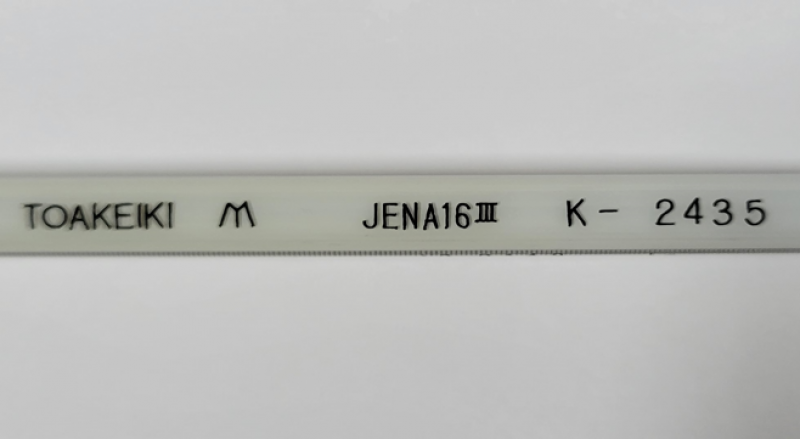 TOAKEIKI M JENA16III K- 2435